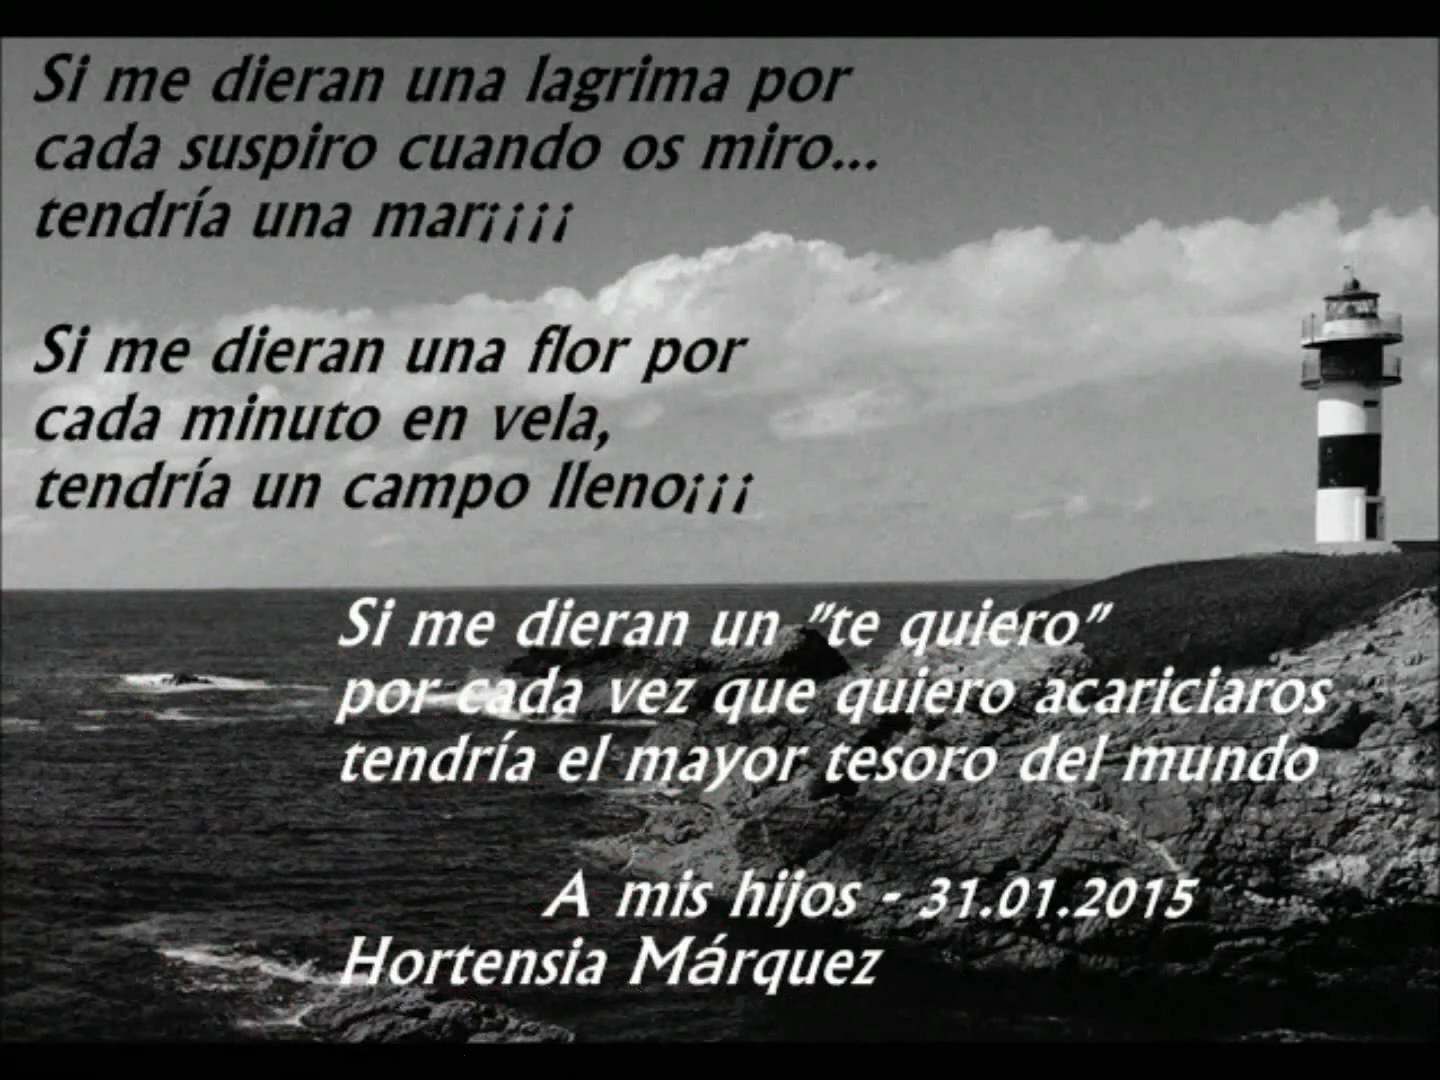 Si me dieran una lagrima por
cada suspiro cuando os miro...
tendría una mar¡¡¡¡
Si me dieran una flor por
cada minuto en vela,
tendría un campo lleno¡¡¡
Si me dieran un "te quiero"
por cada vez que quiero acariciaros
tendría el mayor tesoro del mundo
A mis hijos - 31.01.2015
Hortensia Márquez